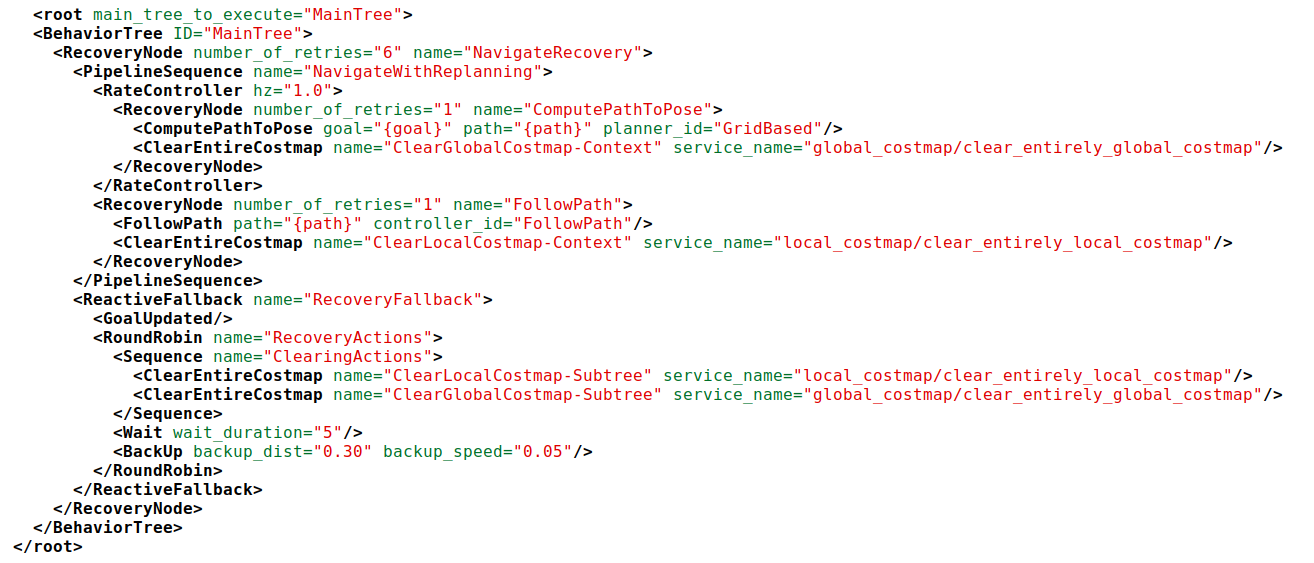 <root main_tree_to_execute="MainTree">
<BehaviorTree ID="MainTree">
<RecoveryNode number_of_retries="6" name="NavigateRecovery">
<PipelineSequence name="NavigateWithReplanning">
<RateController hz="1.0">
<RecoveryNode number_of_retries="1" name="ComputePathToPose">
<ComputePathToPose goal="{goal}" path="{path}" planner_id="GridBased"/>
<ClearEntireCostmap name="ClearGlobalCostmap-Context" service_name="global_costmap/clear_entirely_global_costmap"/>
</RecoveryNode>
</RateController>
<RecoveryNode number_of_retries="1" name="FollowPath">
<FollowPath path="{path}" controller_id="FollowPath"/>
<ClearEntireCostmap name="ClearLocalCostmap-Context" service_name="local_costmap/clear_entirely_local_costmap"/>
</RecoveryNode>
</PipelineSequence>
<ReactiveFallback name="RecoveryFallback">
<GoalUpdated/>
<RoundRobin name="RecoveryActions">
<Sequence name="ClearingActions">
<ClearEntireCostmap name="ClearLocalCostmap-Subtree" service_name="local_costmap/clear_entirely_local_costmap"/>
<ClearEntireCostmap name="ClearGlobalCostmap-Subtree" service_name="global_costmap/clear_entirely_global_costmap"/>
</Sequence>
<Wait wait_duration="5"/>
<BackUp backup_dist="0.30" backup_speed="0.05"/>
</RoundRobin>
</ReactiveFallback>
</RecoveryNode>
</BehaviorTree>
</root>